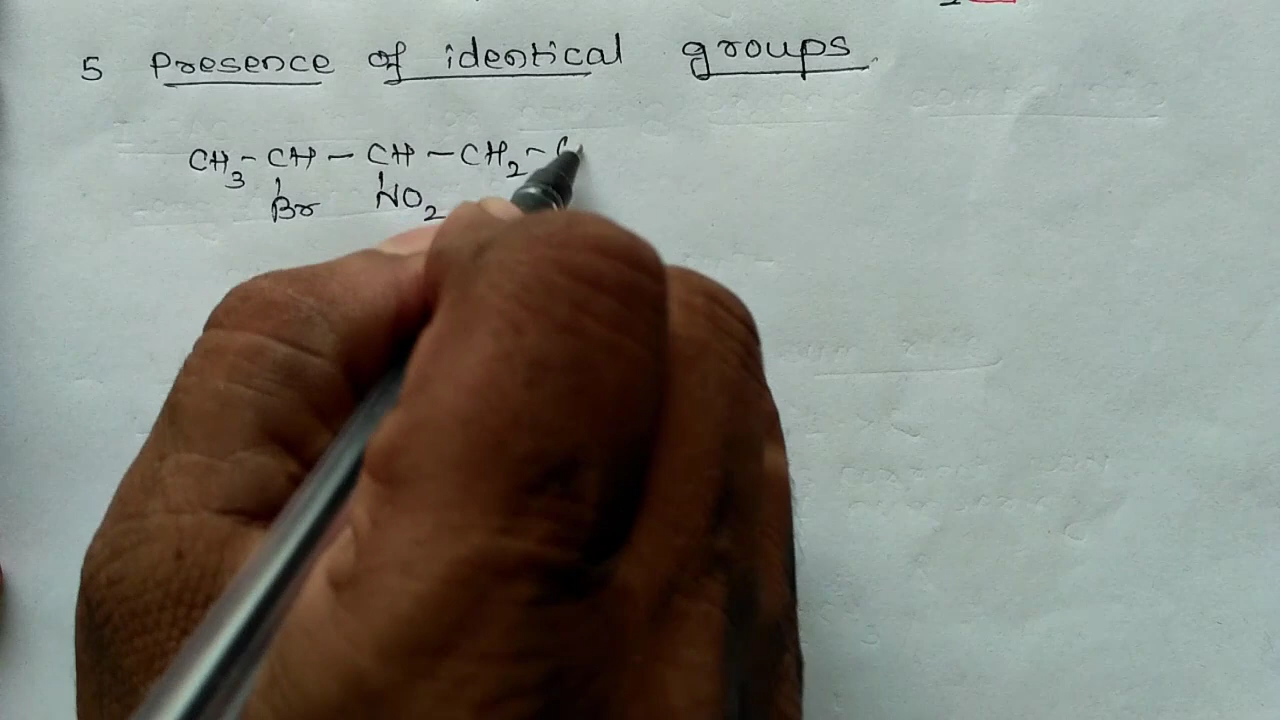 5 Presence of identical groups
CH3 - CH - CH - CH2 - C
Br NO2